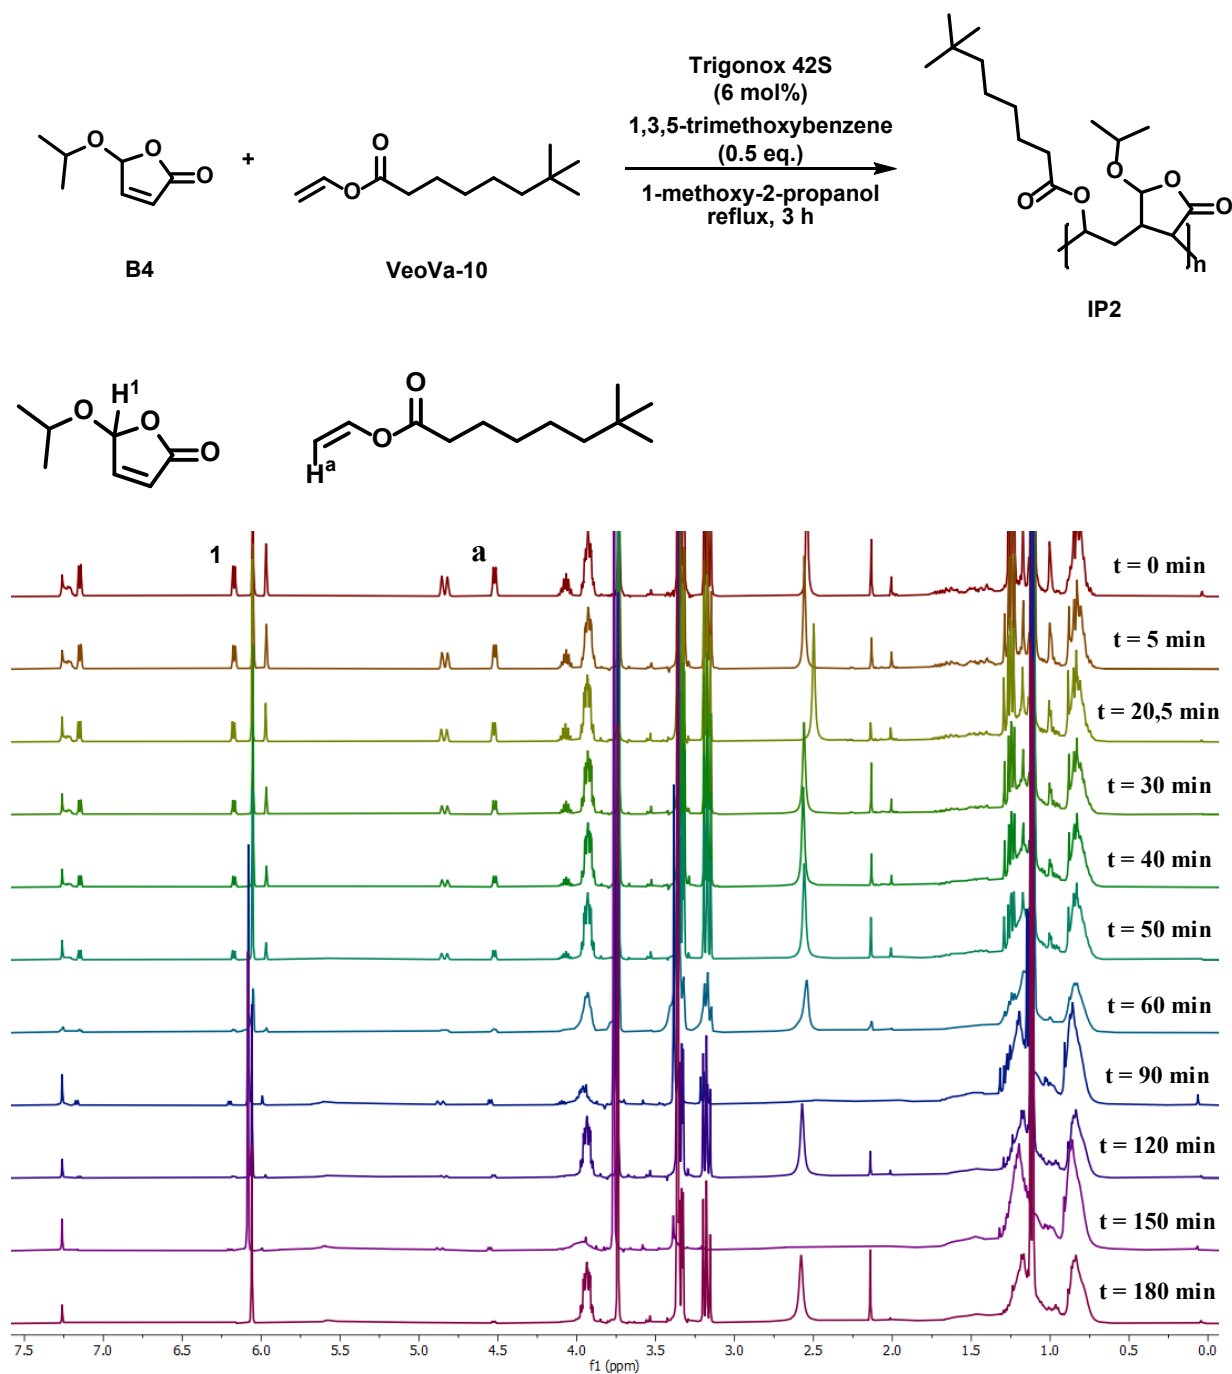 Trigonox 42S
(6 mol%)
1,3,5-trimethoxybenzene
(0.5 eq.)
1-methoxy-2-propanol
reflux, 3 h
O
O
O
+
O
O
O
O
O
O
O
O
n
B4
VeoVa-10
IP2
H1
O
O
O
O
O
Ha
1
a
t = 0 min
t = 5 min
t = 20,5 min
t = 30 min
t = 40 min
t = 50 min
t = 60 min
t = 90 min
t = 120 min
t = 150 min
t = 180 min
7.5 7.0 6.5 6.0 5.5 5.0 4.5 4.0 3.5 3.0 2.5 2.0 1.5 1.0 0.5 0.0
f1 (ppm)